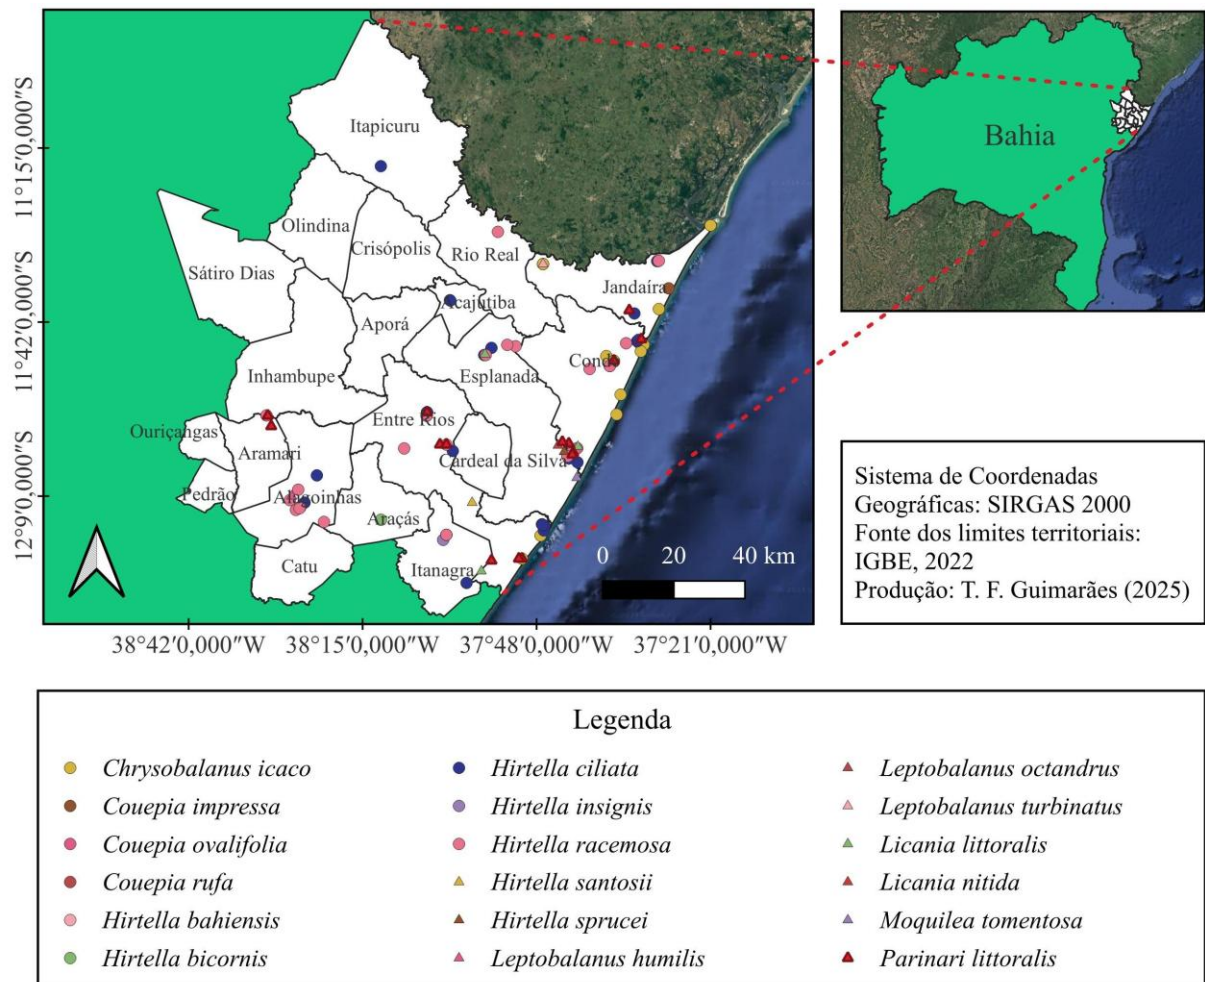 Itapicuru
Olindina
Crisópolis
Rio Real
Sátiro Dias
Jandaíra
Acajutiba
Aporá
Conde
Esplanada
Inhambupe
Entre Rios
Ouriçangas
Aramari
Cardeal da Silva
Pedrão
Alagoinhas
Araçás
Catu
Itanagra
0 20 40 km
11°15'0,000"S
11°42'0,000"S
12°9'0,000"S
38°42'0,000"W 38°15'0,000"W 37°48'0,000"W 37°21'0,000"W
Bahia
Sistema de Coordenadas
Geográficas: SIRGAS 2000
Fonte dos limites territoriais:
IGBE, 2022
Produção: T. F. Guimarães (2025)
Legenda
Chrysobalanus icaco
Couepia impressa
Couepia ovalifolia
Couepia rufa
Hirtella bahiensis
Hirtella bicornis
Hirtella ciliata
Hirtella insignis
Hirtella racemosa
Hirtella santosii
Hirtella sprucei
Leptobalanus humilis
Leptobalanus octandrus
Leptobalanus turbinatus
Licania littoralis
Licania nitida
Moquilea tomentosa
Parinari littoralis